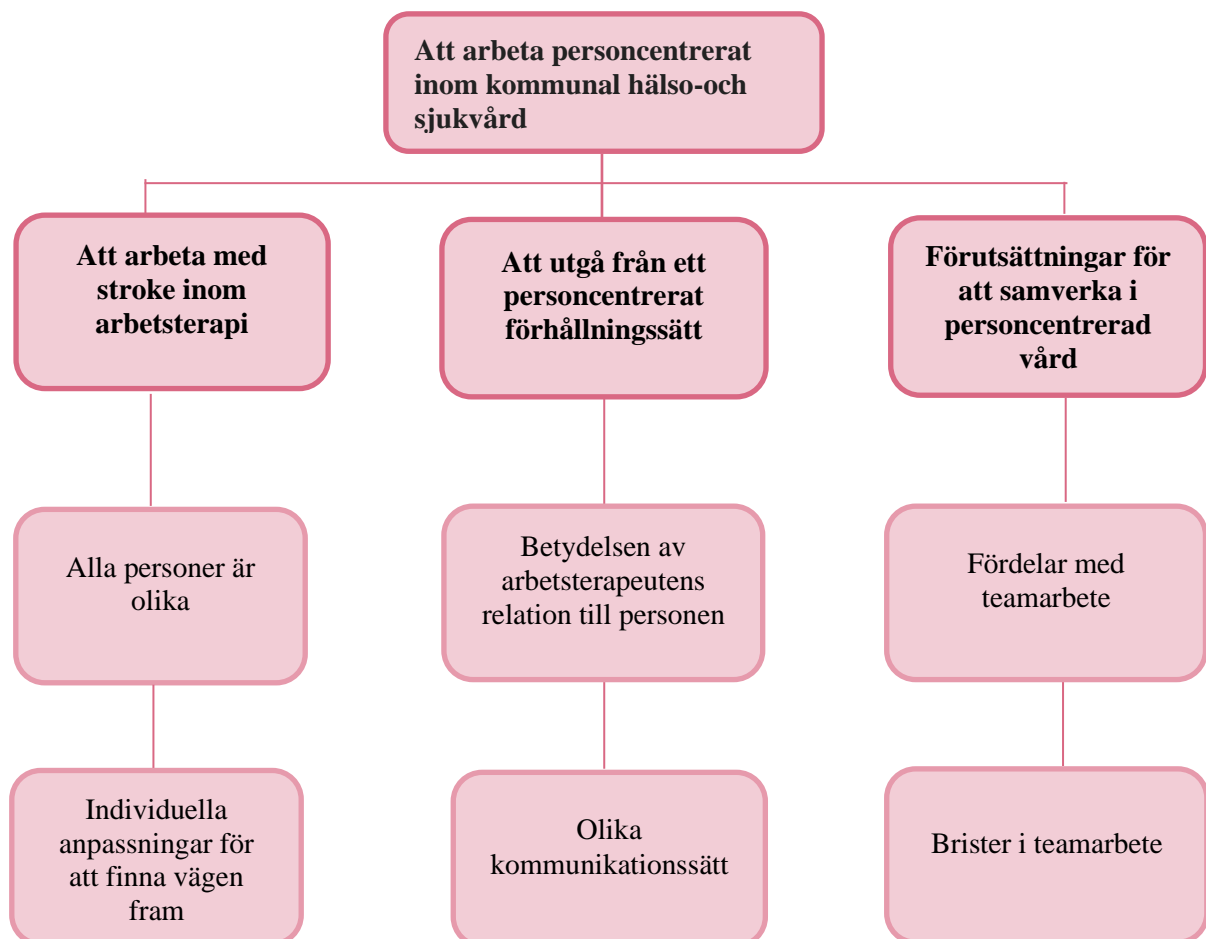 Att arbeta personcentrerat
inom kommunal hälso-och
sjukvård
Att arbeta med
stroke inom
arbetsterapi
Att utgå från ett
personcentrerat
förhållningssätt
Förutsättningar för
att samverka i
personcentrerad
vård
Alla personer är
olika
Betydelsen av
arbetsterapeutens
relation till personen
Fördelar med
teamarbete
Individuella
anpassningar för
att finna vägen
fram
Olika
kommunikationssätt
Brister i teamarbete